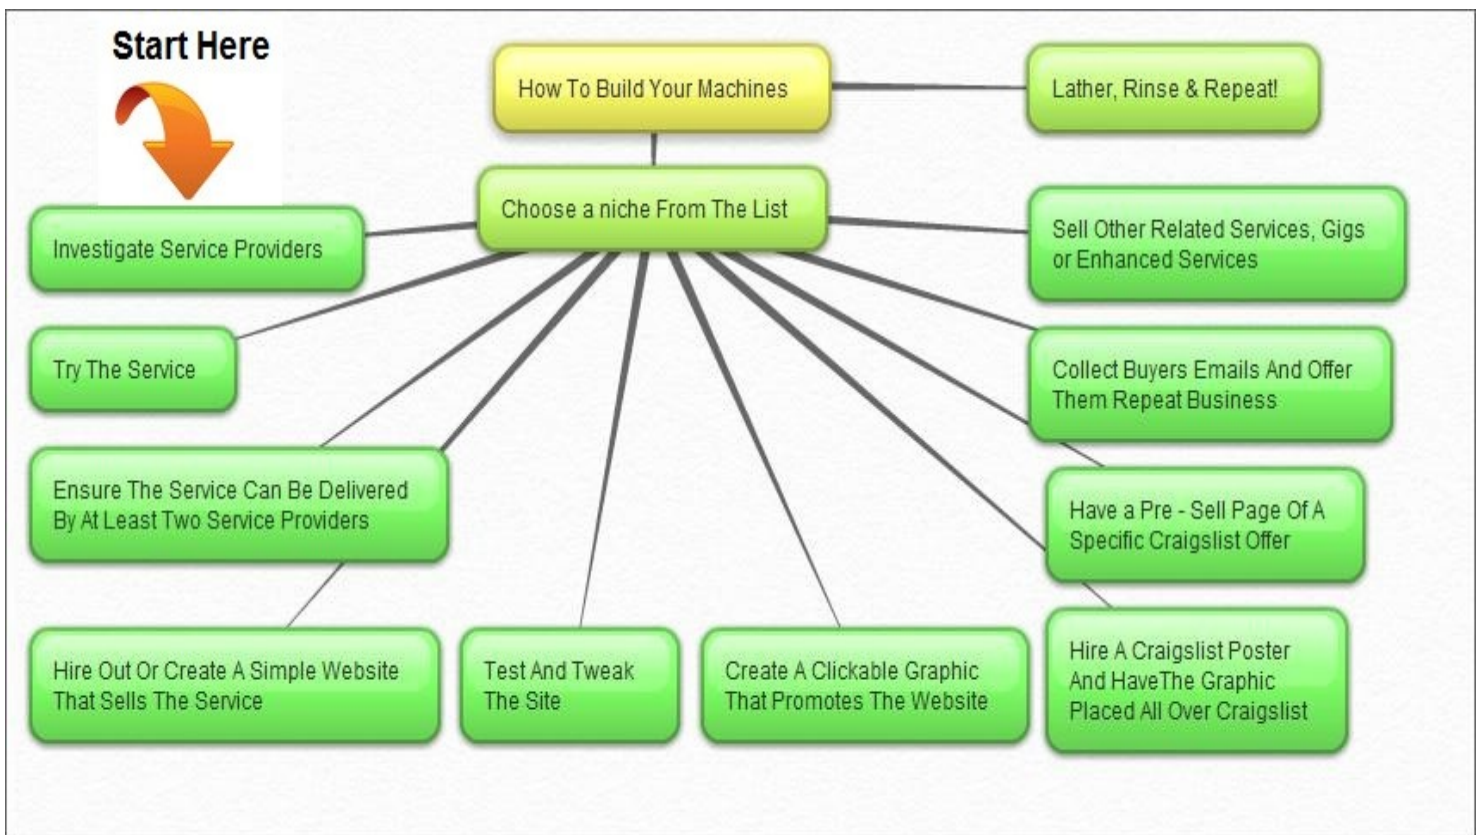 Start Here
How To Build Your Machines
Lather, Rinse & Repeat!
Choose a niche From The List
Investigate Service Providers
Try The Service
Ensure The Service Can Be Delivered
By At Least Two Service Providers
Hire Out Or Create A Simple Website
That Sells The Service
Test And Tweak
The Site
Create A Clickable Graphic
That Promotes The Website
Hire A Craigslist Poster
And HaveThe Graphic
Placed All Over Craigslist
Have a Pre - Sell Page Of A
Specific Craigslist Offer
Collect Buyers Emails And Offer
Them Repeat Business
Sell Other Related Services, Gigs
or Enhanced Services